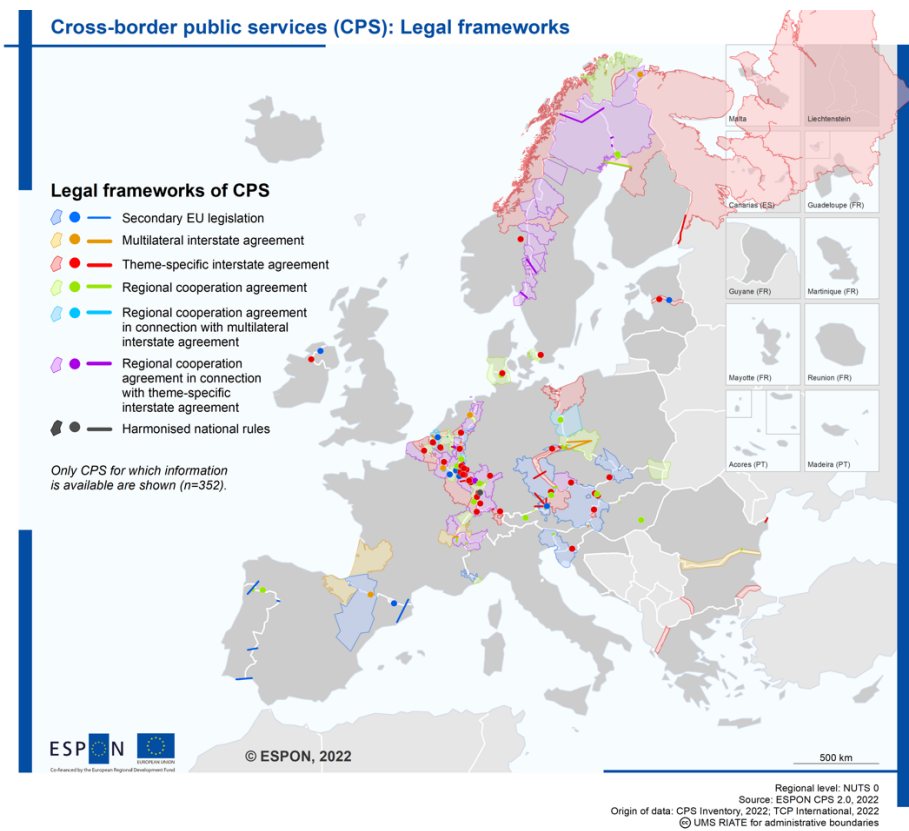 Cross-border public services (CPS): Legal frameworks
Malta
Liechtenstein
Canarias (ES)
Guadeloupe (FR)
Guyane (FR)
Martinique (FR)
Mayotte (FR)
Reunion (FR)
Acores (PT)
Madeira (PT)
Legal frameworks of CPS
Secondary EU legislation
Multilateral interstate agreement
Theme-specific interstate agreement
Regional cooperation agreement
Regional cooperation agreement
in connection with multilateral
interstate agreement
Regional cooperation
agreement in connection
with theme-specific
interstate agreement
Harmonised national rules
Only CPS for which information
is available are shown (n=352).
ESPON
EUROPEAN UNION
Co-financed by the European Regional Development Fund
© ESPON, 2022
500 km
Regional level: NUTS 0
Source: ESPON CPS 2.0, 2022
Origin of data: CPS Inventory, 2022; TCP International, 2022
cc UMS RIATE for administrative boundaries